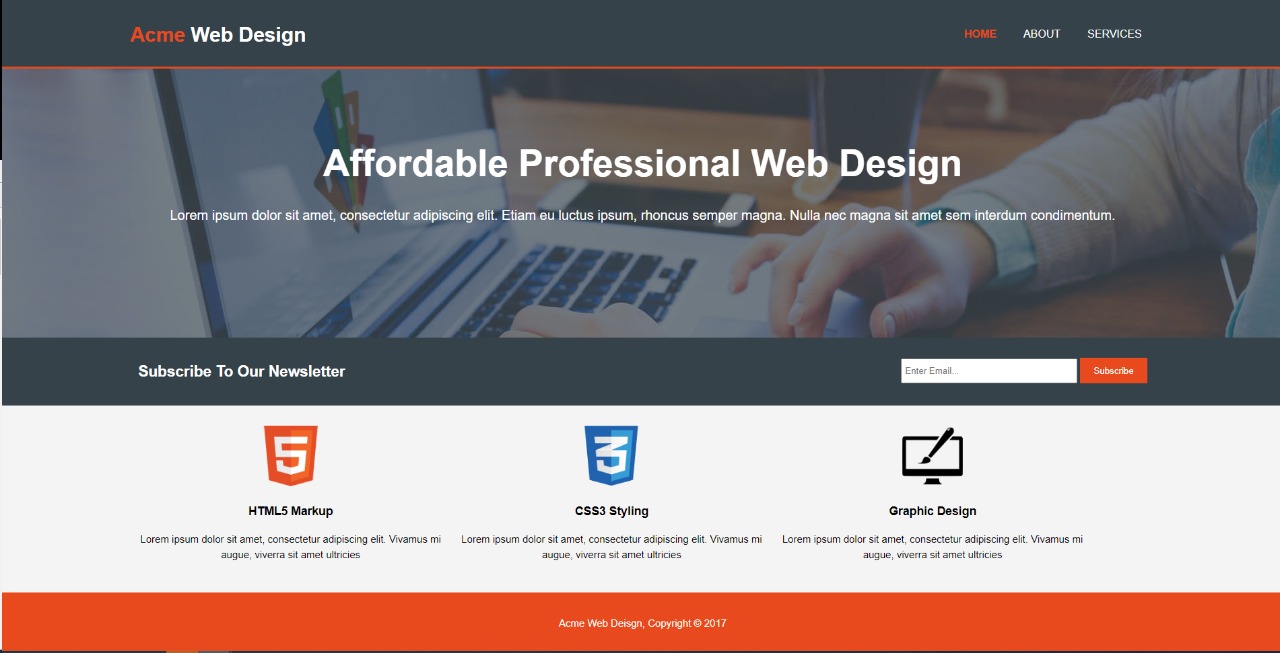 Acme Web Design
HOME ABOUT SERVICES
Affordable Professional Web Design
Lorem ipsum dolor sit amet, consectetur adipiscing elit. Etiam eu luctus ipsum, rhoncus semper magna. Nulla nec magna sit amet sem interdum condimentum.
Subscribe To Our Newsletter
Enter Email...
Subscribe
5
HTML5 Markup
Lorem ipsum dolor sit amet, consectetur adipiscing elit. Vivamus mi
augue, viverra sit amet ultricies
3
CSS3 Styling
Lorem ipsum dolor sit amet, consectetur adipiscing elit. Vivamus mi
augue, viverra sit amet ultricies
Graphic Design
Lorem ipsum dolor sit amet, consectetur adipiscing elit. Vivamus mi
augue, viverra sit amet ultricies
Acme Web Deisgn, Copyright © 2017